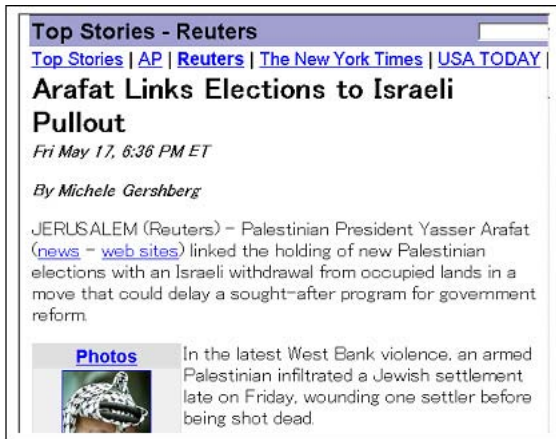 Top Stories - Reuters
Top Stories | AP | Reuters | The New York Times | USA TODAY |
Arafat Links Elections to Israeli
Pullout
Fri May 17, 6:36 PM ET
By Michele Gershberg
JERUSALEM (Reuters) - Palestinian President Yasser Arafat
(news - web sites) linked the holding of new Palestinian
elections with an Israeli withdrawal from occupied lands in a
move that could delay a sought-after program for government
reform.
Photos
In the latest West Bank violence, an armed
Palestinian infiltrated a Jewish settlement
late on Friday, wounding one settler before
being shot dead.